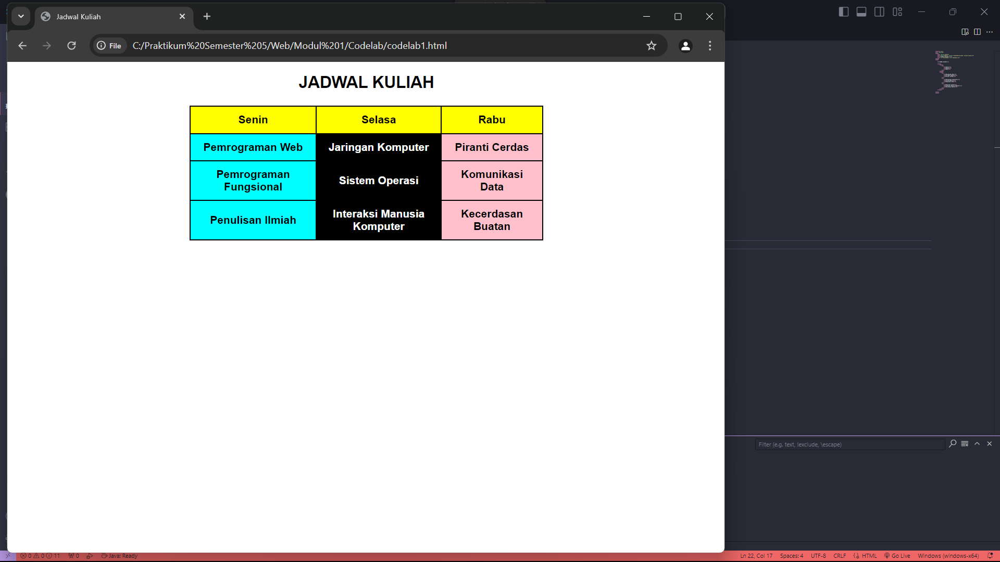 Jadwal Kuliah
File
C:/Praktikum%20Semester%205/Web/Modul%201/Codelab/codelab1.html
JADWAL KULIAH
Senin
Selasa
Rabu
Pemrograman Web
Jaringan Komputer
Piranti Cerdas
Pemrograman
Fungsional
Sistem Operasi
Komunikasi
Data
Penulisan Ilmiah
Interaksi Manusia
Komputer
Kecerdasan
Buatan
Filter (e.g. text, !exclude, \escape)
0 0 11 0 Java: Ready
Ln 22, Col 17 Spaces: 4 UTF-8 CRLF HTML Go Live Windows (windows-x64)